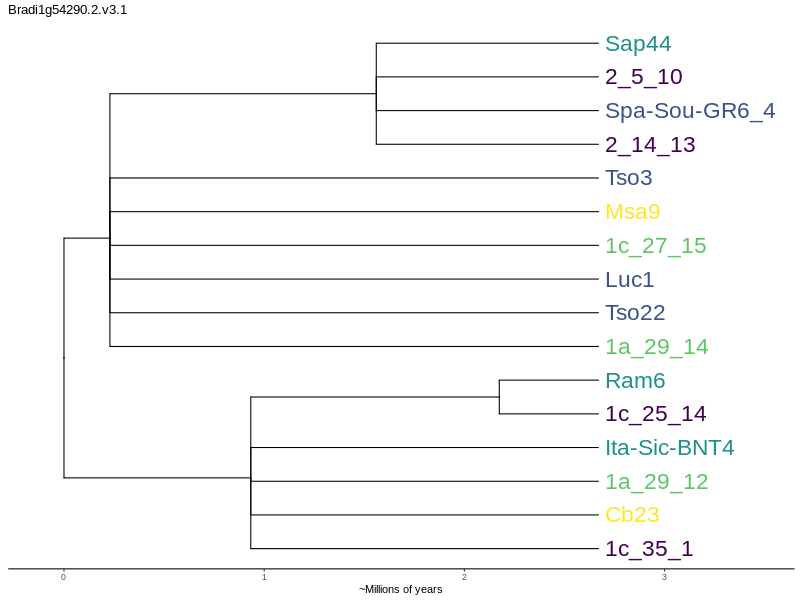 Bradi1g54290.2.v3.1
Sap44
2_5_10
Spa-Sou-GR6_4
2_14_13
Tso3
Msa9
1c_27_15
Luc1
Tso22
1a_29_14
Ram6
1c_25_14
Ita-Sic-BNT4
1a_29_12
Cb23
1c_35_1
0 1 2 3
~Millions of years